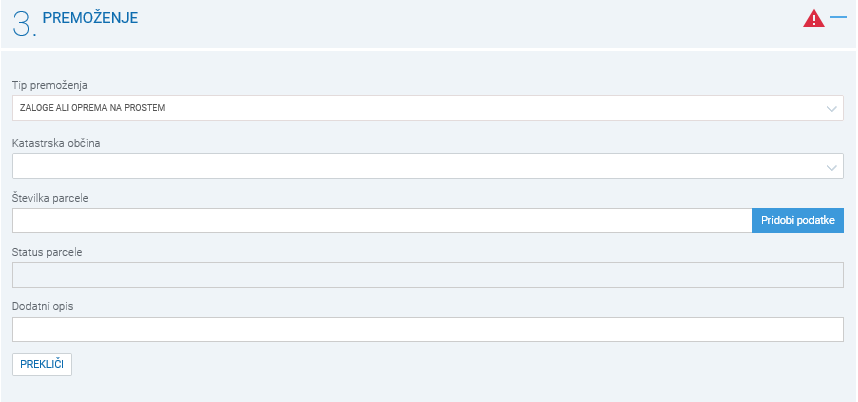 3. PREMOŽENJE
Tip premoženja
ZALOGE ALI OPREMA NA PROSTEM
Katastrska občina
Številka parcele
Pridobi podatke
Status parcele
Dodatni opis
PREKLIČI